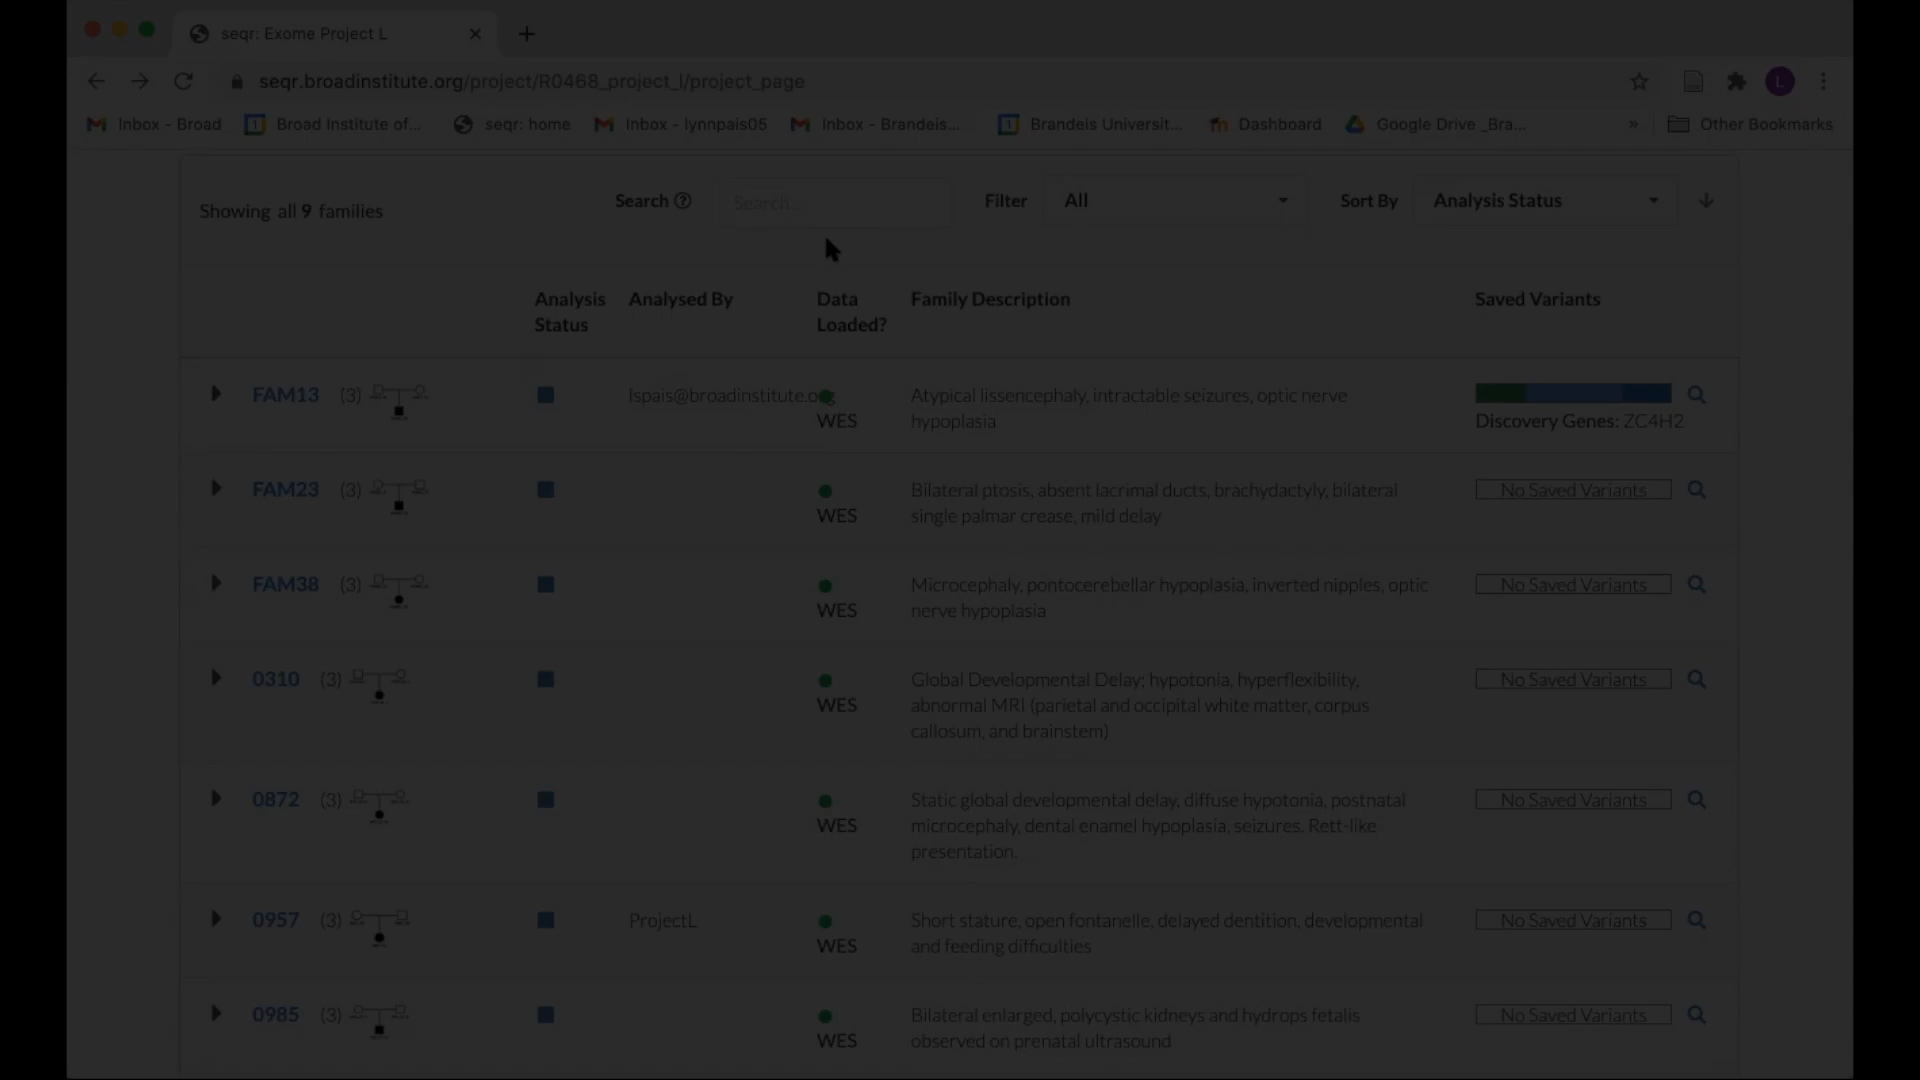 seqr: Exome Project L
seqr.broadinstitute.org/project/R0468_project_l/project_page
L
Inbox - Broad
Broad Institute of...
seqr: home
Inbox - lynnpais05
Inbox - Brandeis...
Brandeis Universit...
Dashboard
Google Drive _Bra...
»
Other Bookmarks
Showing all 9 families
Search
Search...
Filter
All
Sort By
Analysis Status
Analysis
Status
Analysed By
Data
Loaded?
Family Description
Saved Variants
FAM13 (3)
lspais@broadinstitute.org
WES
Atypical lissencephaly, intractable seizures, optic nerve
hypoplasia
Discovery Genes: ZC4H2
FAM23 (3)
WES
Bilateral ptosis, absent lacrimal ducts, brachydactyly, bilateral
single palmar crease, mild delay
No Saved Variants
FAM38 (3)
WES
Microcephaly, pontocerebellar hypoplasia, inverted nipples, optic
nerve hypoplasia
No Saved Variants
0310 (3)
WES
Global Developmental Delay; hypotonia, hyperflexibility,
abnormal MRI (parietal and occipital white matter, corpus
callosum, and brainstem)
No Saved Variants
0872 (3)
WES
Static global developmental delay, diffuse hypotonia, postnatal
microcephaly, dental enamel hypoplasia, seizures. Rett-like
presentation.
No Saved Variants
0957 (3)
ProjectL
WES
Short stature, open fontanelle, delayed dentition, developmental
and feeding difficulties
No Saved Variants
0985 (3)
WES
Bilateral enlarged, polycystic kidneys and hydrops fetalis
observed on prenatal ultrasound
No Saved Variants